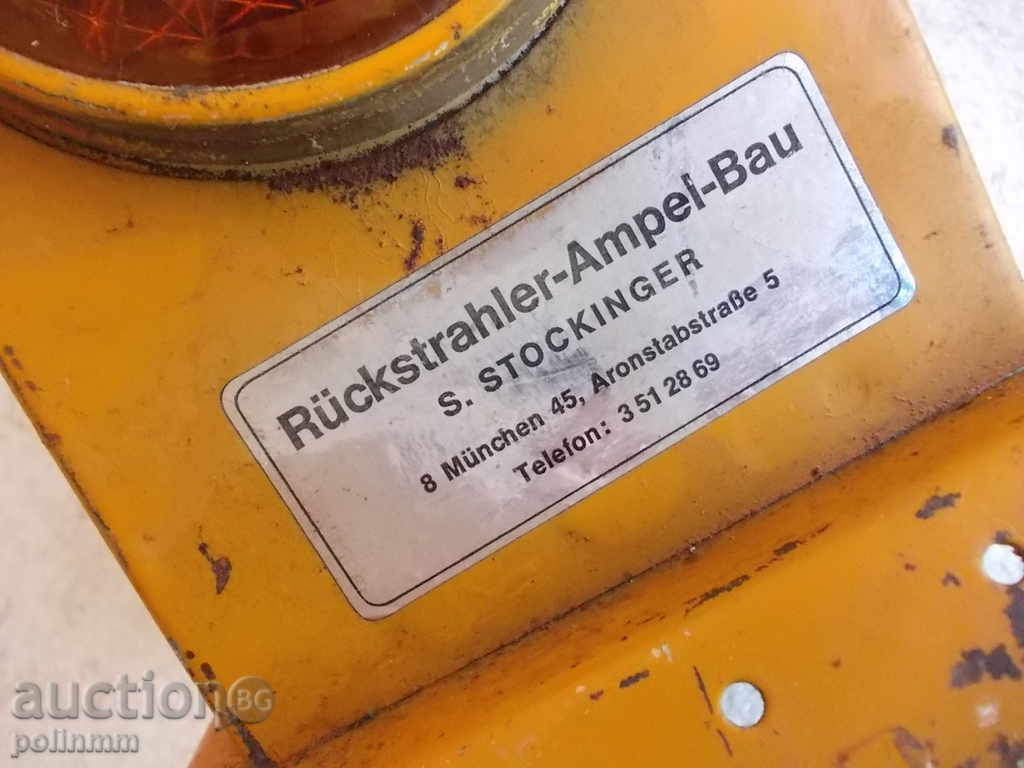 Rückstrahler-Ampel-Bau
S. STOCKINGER
8 München 45, Aronstabstraße 5
Telefon: 3 51 28 69
auction BG
polinmm